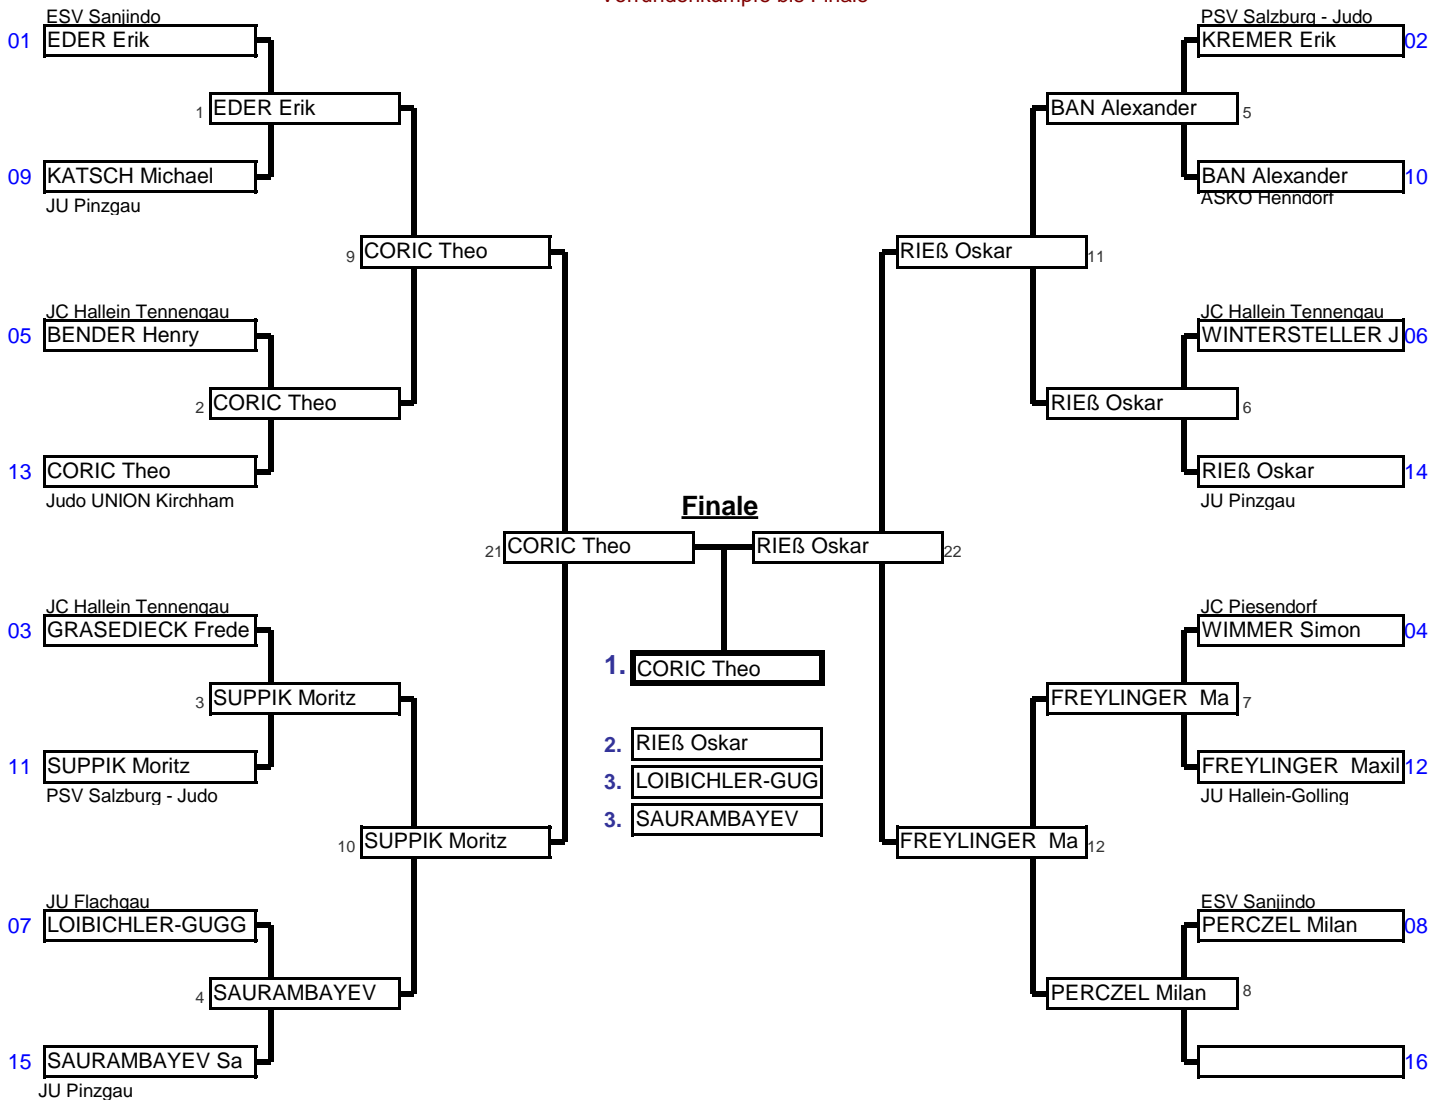 Vorrundenkämpfe bis Finale
ESV Sanjindo
01 EDER Erik
1 EDER Erik
09 KATSCH Michael
JU Pinzgau
9 CORIC Theo
JC Hallein Tennengau
05 BENDER Henry
2 CORIC Theo
13 CORIC Theo
Judo UNION Kirchham
21 CORIC Theo
JC Hallein Tennengau
03 GRASEDIECK Frede
3 SUPPIK Moritz
11 SUPPIK Moritz
PSV Salzburg - Judo
10 SUPPIK Moritz
JU Flachgau
07 LOIBICHLER-GUGG
4 SAURAMBAYEV
15 SAURAMBAYEV Sa
JU Pinzgau
Finale
1. CORIC Theo
2. RIEß Oskar
3. LOIBICHLER-GUG
3. SAURAMBAYEV
PSV Salzburg - Judo
KREMER Erik 02
BAN Alexander 5
BAN Alexander 10
ASKÖ Henndorf
RIEß Oskar 11
JC Hallein Tennengau
WINTERSTELLER J 06
RIEß Oskar 6
RIEß Oskar 14
JU Pinzgau
RIEß Oskar 22
JC Piesendorf
WIMMER Simon 04
FREYLINGER Ma 7
FREYLINGER Maxil 12
JU Hallein-Golling
FREYLINGER Ma 12
ESV Sanjindo
PERCZEL Milan 08
PERCZEL Milan 8
16